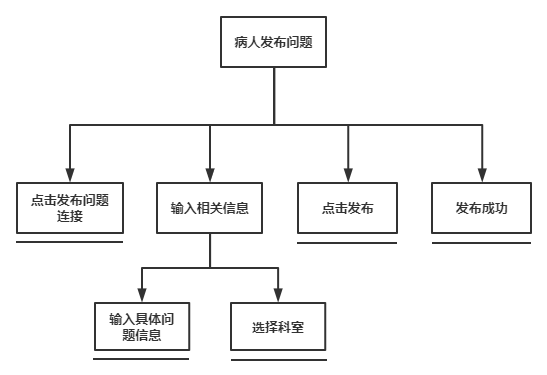 病人发布问题
点击发布问题
连接
输入相关信息
点击发布
发布成功
输入具体问
题信息
选择科室